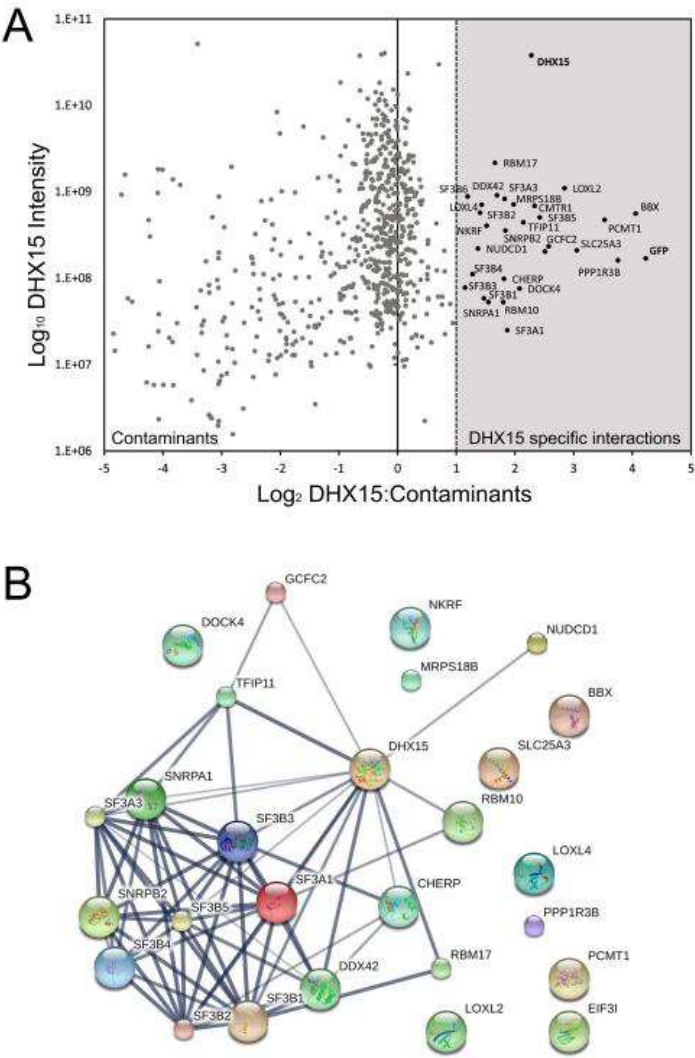 A
1.E+11
DHX15
1.E+10
RBM17
1.E+09
SF3B6 DDX42 SF3A3 LOXL2
MRPS18B
LOXL4 CMTR1 BBX
SF3B2 SF3B5
NKRF TFIP11 PCMT1
SNRPB2 GCFC2
NUDCD1 SLC25A3 GFP
1.E+08
SF3B4 PPP1R3B
CHERP
SF3B3 DOCK4
SF3B1
SNRPA1 RBM10
SF3A1
1.E+07
Contaminants DHX15 specific interactions
1.E+06
-5 -4 -3 -2 -1 0 1 2 3 4 5
Log₁₀ DHX15 Intensity
Log₂ DHX15:Contaminants
B
GCFC2
NKRF
DOCK4
NUDCD1
MRPS18B
TFIP11
BBX
DHX15
SLC25A3
SNRPA1
SF3A3
RBM10
SF3B3
LOXL4
SF3A1
CHERP
SNRPB2
SF3B5
PPP1R3B
SF3B4
RBM17
PCMT1
DDX42
SF3B1
LOXL2
EIF3I
SF3B2